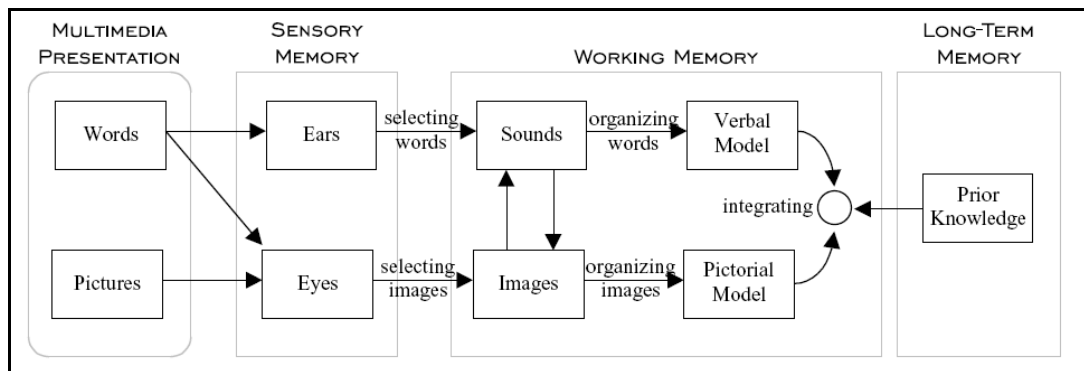 MULTIMEDIA
PRESENTATION
SENSORY
MEMORY
WORKING MEMORY
LONG-TERM
MEMORY
Words
Ears
selecting
words
Sounds
organizing
words
Verbal
Model
integrating
Prior
Knowledge
Pictures
Eyes
selecting
images
Images
organizing
images
Pictorial
Model